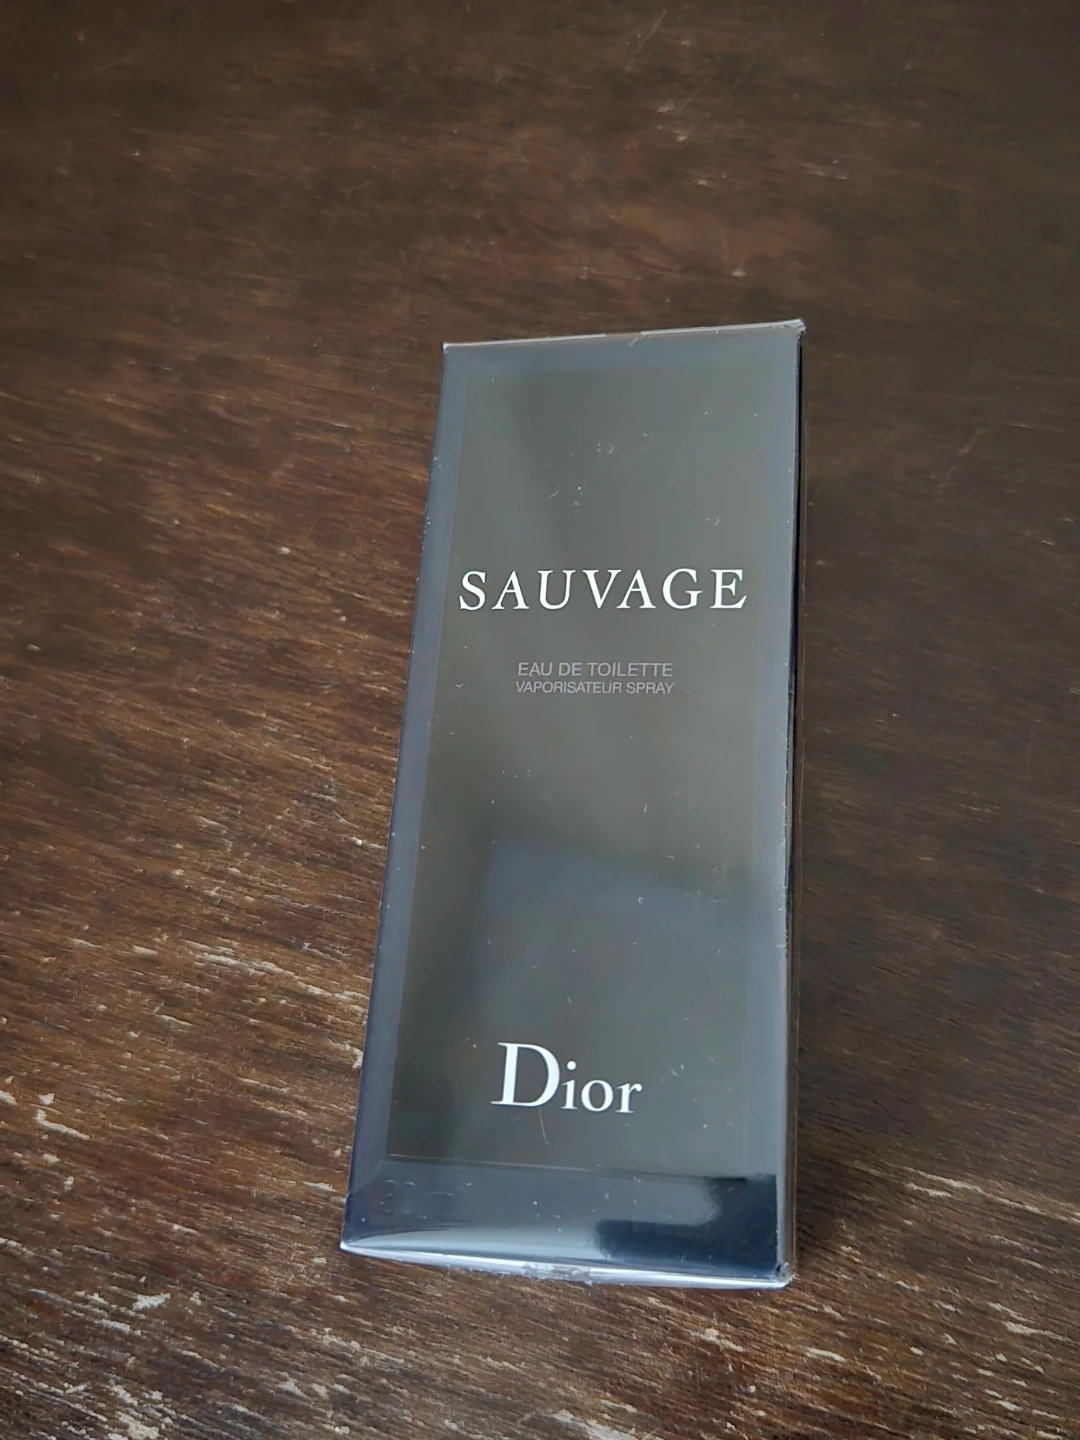 SAUVAGE
EAU DE TOILETTE
VAPORISATEUR SPRAY
Dior